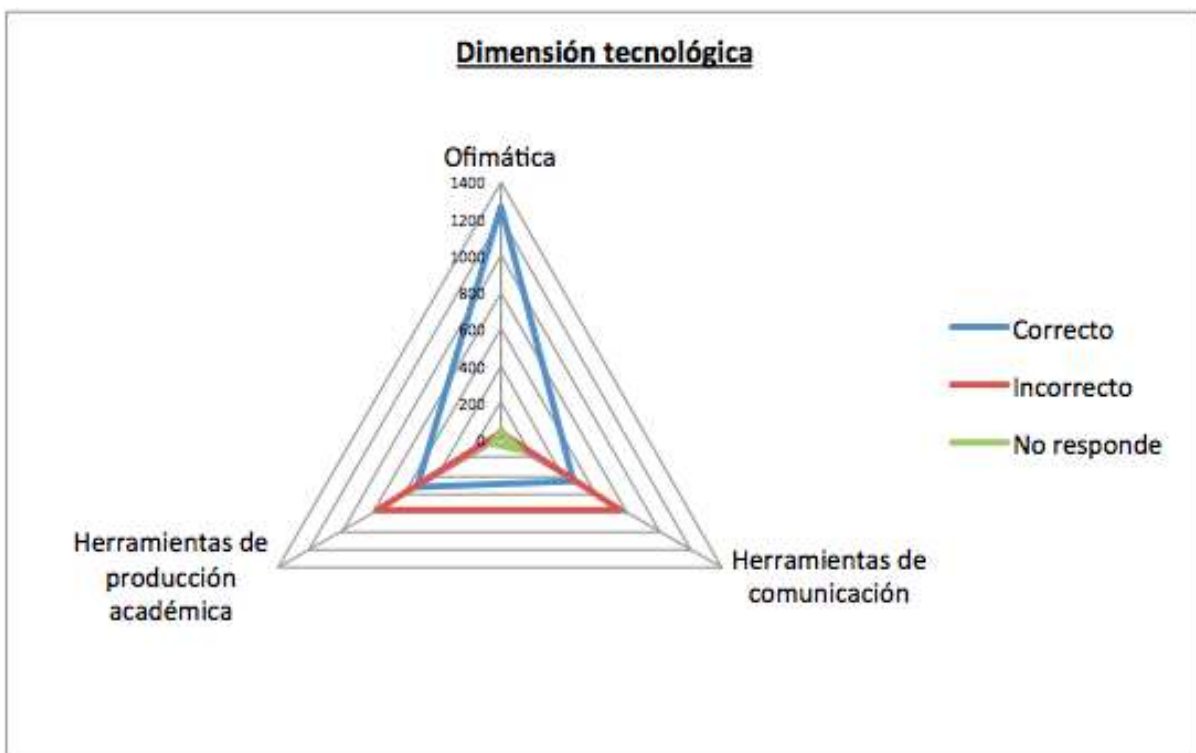 Dimensión tecnológica
Ofimática
1400
1200
1000
800
600
400
200
0
Correcto
Incorrecto
No responde
Herramientas de
producción
académica
Herramientas de
comunicación